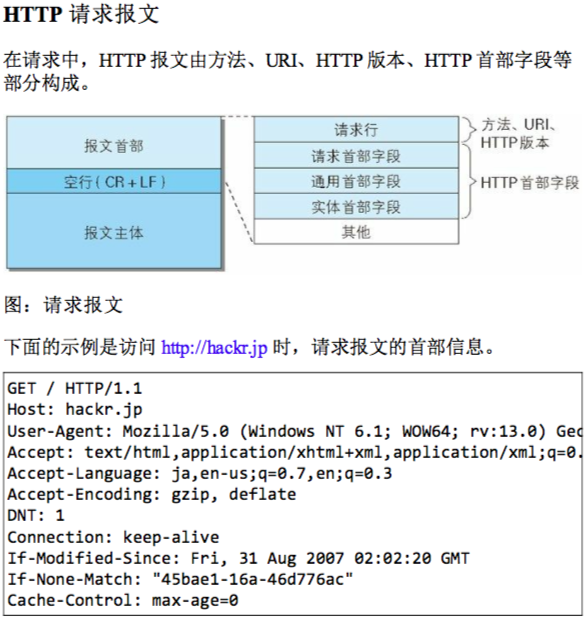 HTTP 请求报文
在请求中，HTTP 报文由方法、URI、HTTP 版本、HTTP 首部字段等
部分构成。
报文首部
空行（CR+LF）
报文主体
请求行
请求首部字段
通用首部字段
实体首部字段
其他
方法、URI、
HTTP版本
HTTP首部字段
图：请求报文
下面的示例是访问 http://hackr.jp 时，请求报文的首部信息。
GET / HTTP/1.1
Host: hackr.jp
User-Agent: Mozilla/5.0 (Windows NT 6.1; WOW64; rv:13.0) Gec
Accept: text/html,application/xhtml+xml,application/xml;q=0.
Accept-Language: ja,en-us;q=0.7,en;q=0.3
Accept-Encoding: gzip, deflate
DNT: 1
Connection: keep-alive
If-Modified-Since: Fri, 31 Aug 2007 02:02:20 GMT
If-None-Match: "45bae1-16a-46d776ac"
Cache-Control: max-age=0